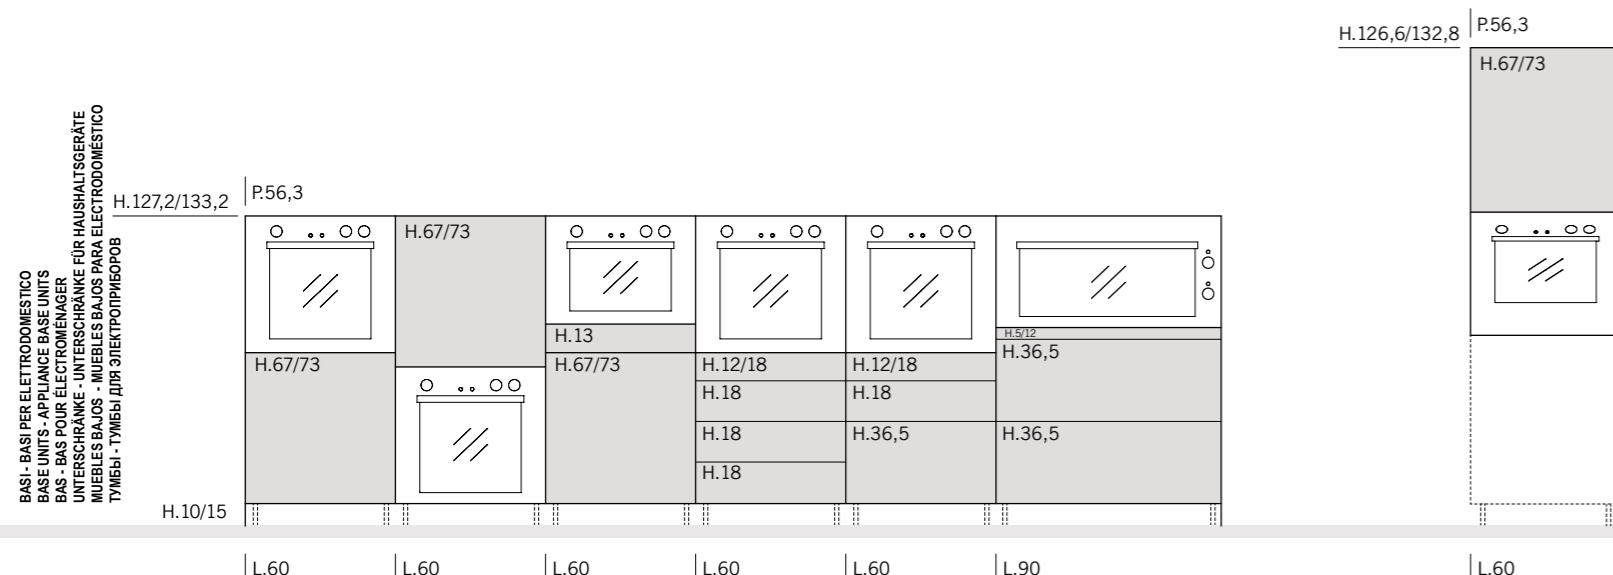 BASI - BASI PER ELETTRODOMESTICO
BASE UNITS - APPLIANCE BASE UNITS
BAS - BAS POUR ÉLECTROMÉNAGER
UNTERSCHRÄNKE - UNTERSCHRÄNKE FÜR HAUSHALTSGERÄTE
MUEBLES BAJOS - MUEBLES BAJOS PARA ELECTRODOMÉSTICO
ТУМБЫ - ТУМБЫ ДЛЯ ЭЛЕКТРОПРИБОРОВ
H.127,2/133,2
P.56,3
H.67/73
H.67/73
H.13
H.67/73
H.12/18
H.18
H.18
H.18
H.12/18
H.18
H.36,5
H.5/12
H.36,5
H.36,5
H.10/15
L.60
L.60
L.60
L.60
L.60
L.90
H.126,6/132,8
P.56,3
H.67/73
L.60